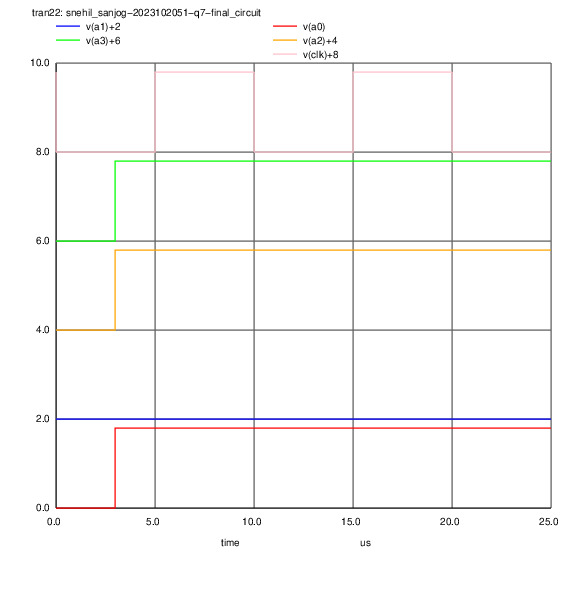 tran22: snehil_sanjog-2023102051-q7-final_circuit
v(a1)+2 v(a0)
v(a3)+6 v(a2)+4
v(clk)+8
10.0
8.0
6.0
4.0
2.0
0.0
0.0 5.0 10.0 15.0 20.0 25.0
time us